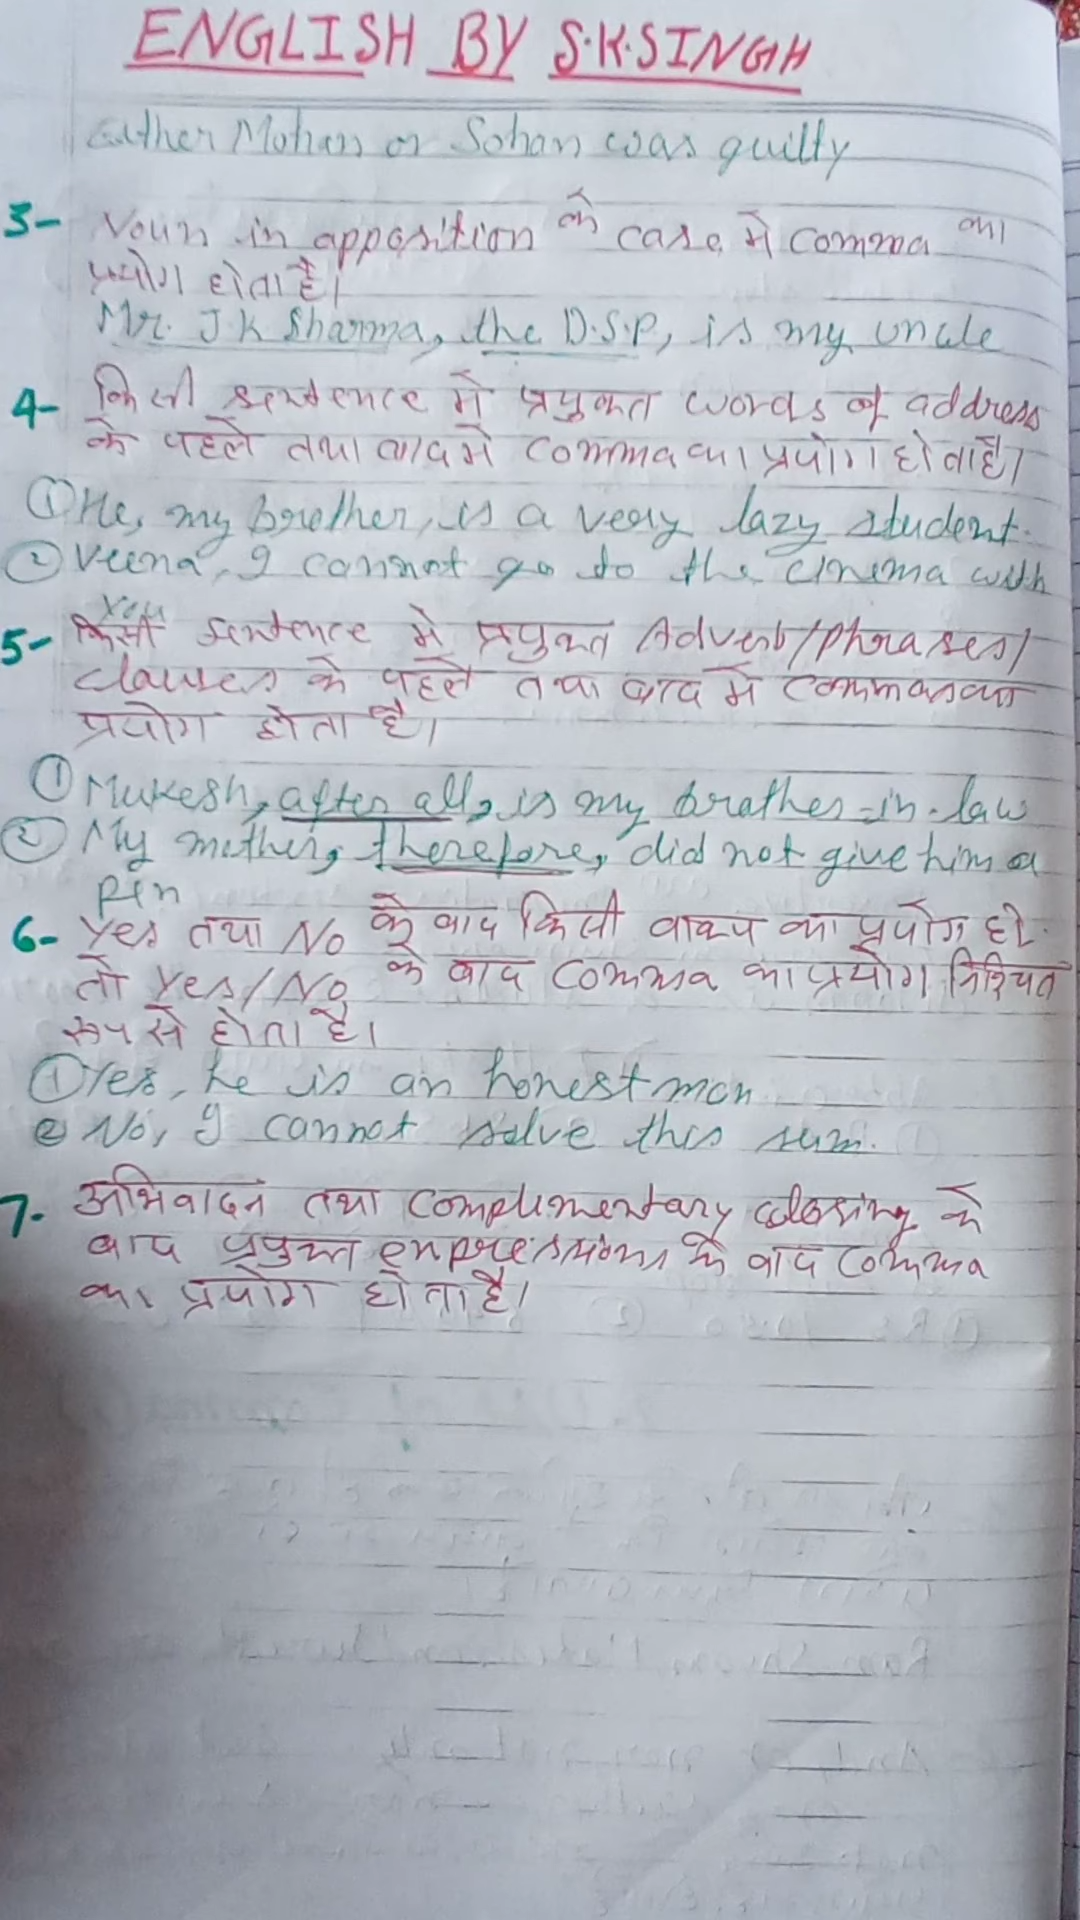 ENGLISH BY S.K.SINGH
Either Mohan or Sohan was guilty
3- Noun in apposition के case में comma का
प्रयोग होता है।
Mr. J.K Sharma, the D.S.P, is my uncle
4- किसी sentence में प्रयुक्त words of address
के पहले तथा बाद में comma का प्रयोग होता है।
① He, my brother, is a very lazy student.
② Veena, I cannot go to the cinema with
you
5- किसी sentence में प्रयुक्त Adverb/phrases/
clauses के पहले तथा बाद में commas का
प्रयोग होता है।
① Mukesh, after all, is my brother-in-law
② My mother, therefore, did not give him a
pen
6- Yes तथा No के बाद किसी वाक्य का प्रयोग हो
तो Yes/No के बाद comma का प्रयोग निश्चित
रूप से होता है।
① Yes, he is an honest man
② No, I cannot solve this sum.
7. अभिवादन तथा complimentary closing के
बाद प्रयुक्त expressions के बाद comma
का प्रयोग होता है।